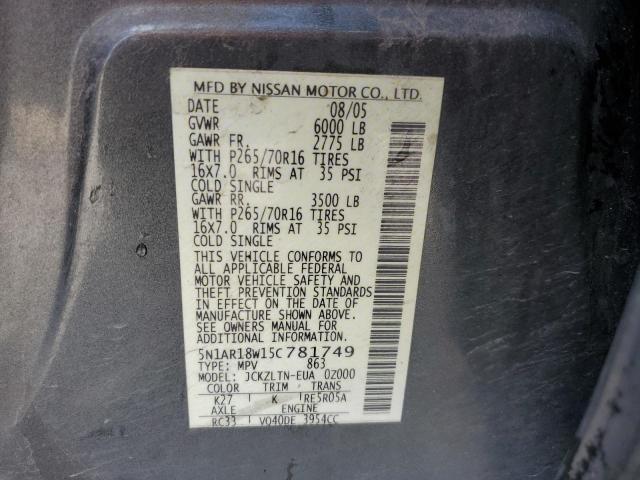 MFD BY NISSAN MOTOR CO., LTD.
DATE 08/05
GVWR 6000 LB
GAWR FR. 2775 LB
WITH P265/70R16 TIRES
16X7.0 RIMS AT 35 PSI
COLD SINGLE
GAWR RR. 3500 LB
WITH P265/70R16 TIRES
16X7.0 RIMS AT 35 PSI
COLD SINGLE
THIS VEHICLE CONFORMS TO
ALL APPLICABLE FEDERAL
MOTOR VEHICLE SAFETY AND
THEFT PREVENTION STANDARDS
IN EFFECT ON THE DATE OF
MANUFACTURE SHOWN ABOVE.
SEE OWNERS MANUAL FOR
ADDITIONAL INFORMATION.
5N1AR18W15C781749
TYPE: MPV 863
MODEL: JCKZLTN-EUA 0Z000
COLOR TRIM TRANS
K27 K RE5R05A
AXLE ENGINE
RC33 VQ40DE 3954CC